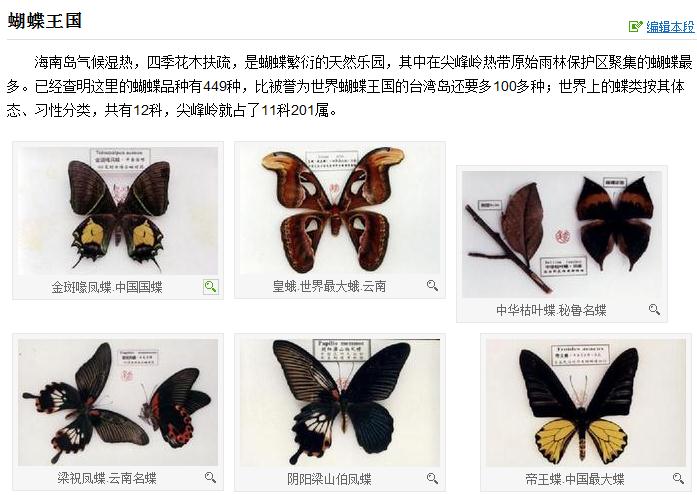 蝴蝶王国
编辑本段
海南岛气候湿热，四季花木扶疏，是蝴蝶繁衍的天然乐园，其中在尖峰岭热带原始雨林保护区聚集的蝴蝶最
多。已经查明这里的蝴蝶品种有449种，比被誉为世界蝴蝶王国的台湾岛还要多100多种；世界上的蝶类按其体
态、习性分类，共有12科，尖峰岭就占了11科201属。
金斑喙凤蝶.中国国蝶
皇蛾.世界最大蛾.云南
中华枯叶蝶.秘鲁名蝶
梁祝凤蝶.云南名蝶
阴阳梁山伯凤蝶
帝王蝶.中国最大蝶